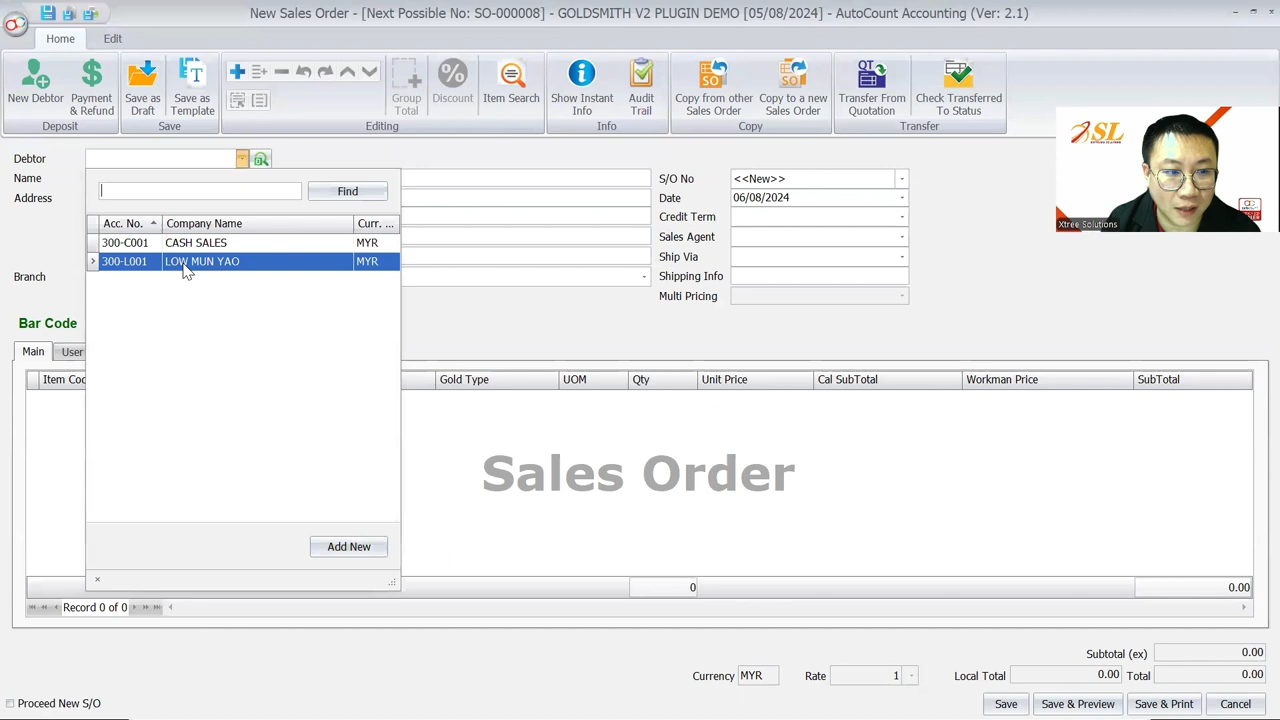 New Sales Order - [Next Possible No: SO-000008] - GOLDSMITH V2 PLUGIN DEMO [05/08/2024] - AutoCount Accounting (Ver: 2.1)
Home Edit
New Debtor Payment & Refund Save as Draft Save as Template Group Total Discount Item Search Show Instant Info Audit Trail Copy from other Sales Order Copy to a new Sales Order Transfer From Quotation Check Transferred To Status
Deposit Save Editing Info Copy Transfer
SL
Xtree Solutions
Debtor
Name
Address
Branch
Find
Acc. No. Company Name Curr. ...
300-C001 CASH SALES MYR
300-L001 LOW MUN YAO MYR
Add New
S/O No <<New>>
Date 06/08/2024
Credit Term
Sales Agent
Ship Via
Shipping Info
Multi Pricing
Bar Code
Main User
Item Coc Gold Type UOM Qty Unit Price Cal SubTotal Workman Price SubTotal
Sales Order
0 0.00
Record 0 of 0
Subtotal (ex) 0.00
Currency MYR Rate 1 Local Total 0.00 Total 0.00
Proceed New S/O Save Save & Preview Save & Print Cancel